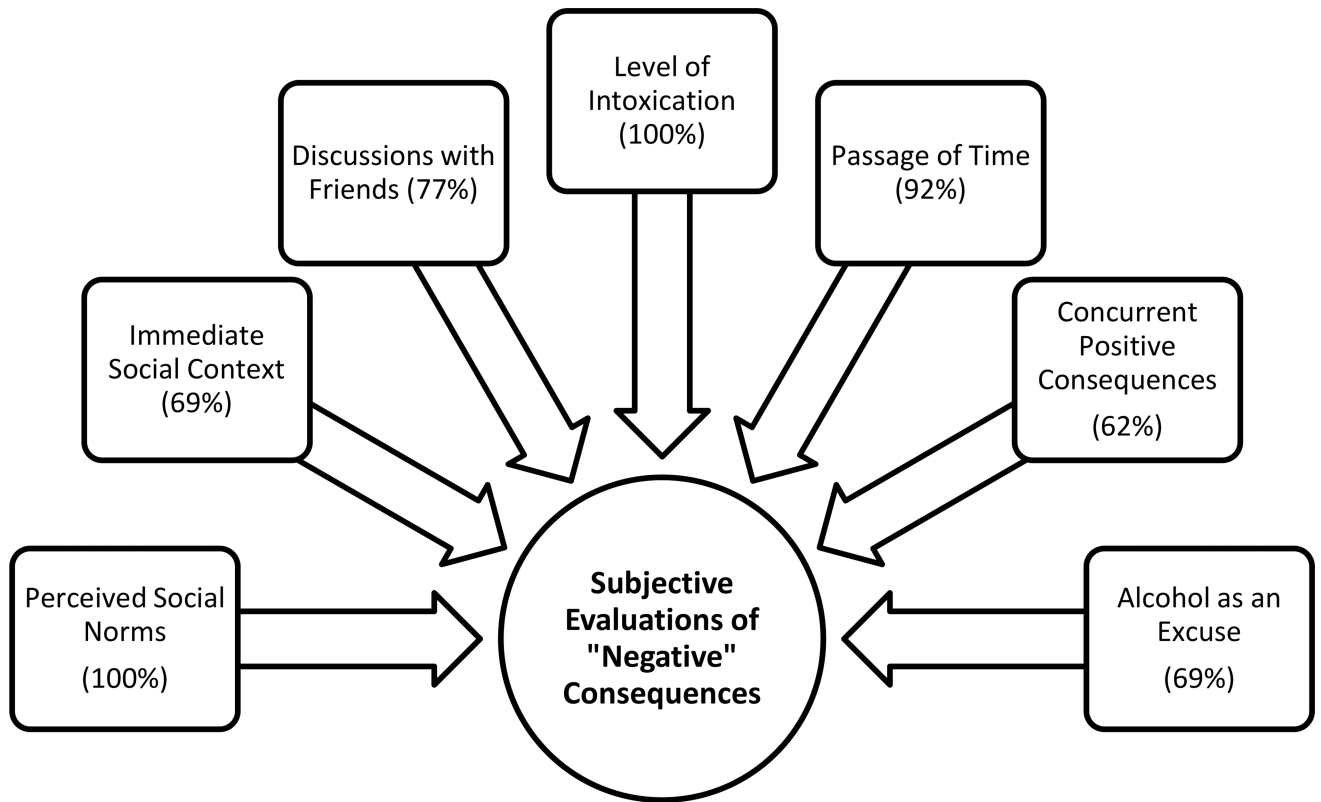 Level of
Intoxication
(100%)
Discussions with
Friends (77%)
Passage of Time
(92%)
Immediate
Social Context
(69%)
Concurrent
Positive
Consequences
(62%)
Perceived Social
Norms
(100%)
Subjective
Evaluations of
"Negative"
Consequences
Alcohol as an
Excuse
(69%)